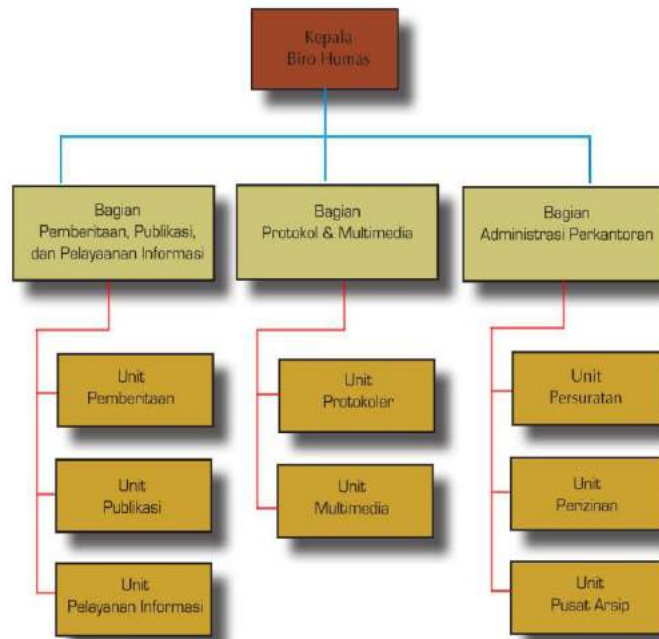 Kepala
Biro Humas
Bagian
Pemberitaan, Publikasi,
dan Pelayaanan Informasi
Bagian
Protokol & Multimedia
Bagian
Administrasi Perkantoran
Unit
Pemberitaan
Unit
Publikasi
Unit
Pelayanan Informasi
Unit
Protokoler
Unit
Multimedia
Unit
Persuratan
Unit
Perizinan
Unit
Pusat Arsip